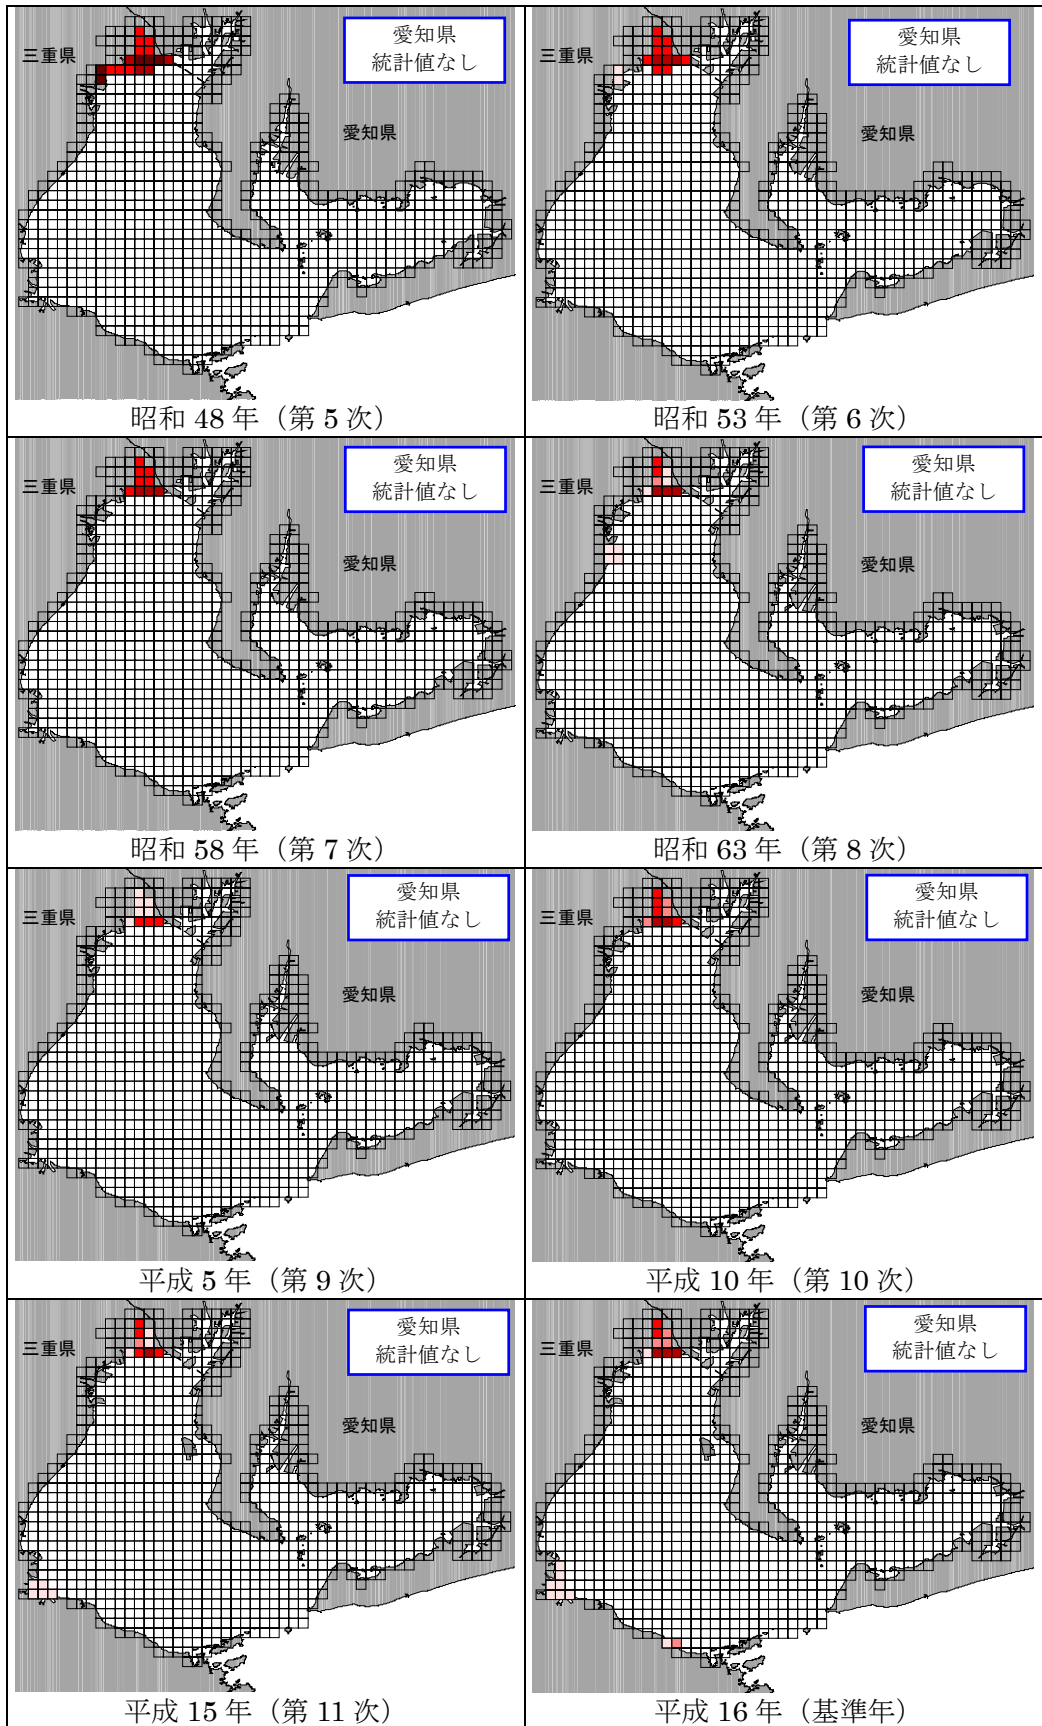 三重県
愛知県
統計値なし
愛知県
昭和 48 年（第 5 次）
三重県
愛知県
統計値なし
愛知県
昭和 53 年（第 6 次）
三重県
愛知県
統計値なし
愛知県
昭和 58 年（第 7 次）
三重県
愛知県
統計値なし
愛知県
昭和 63 年（第 8 次）
三重県
愛知県
統計値なし
愛知県
平成 5 年（第 9 次）
三重県
愛知県
統計値なし
愛知県
平成 10 年（第 10 次）
三重県
愛知県
統計値なし
愛知県
平成 15 年（第 11 次）
三重県
愛知県
統計値なし
愛知県
平成 16 年（基準年）